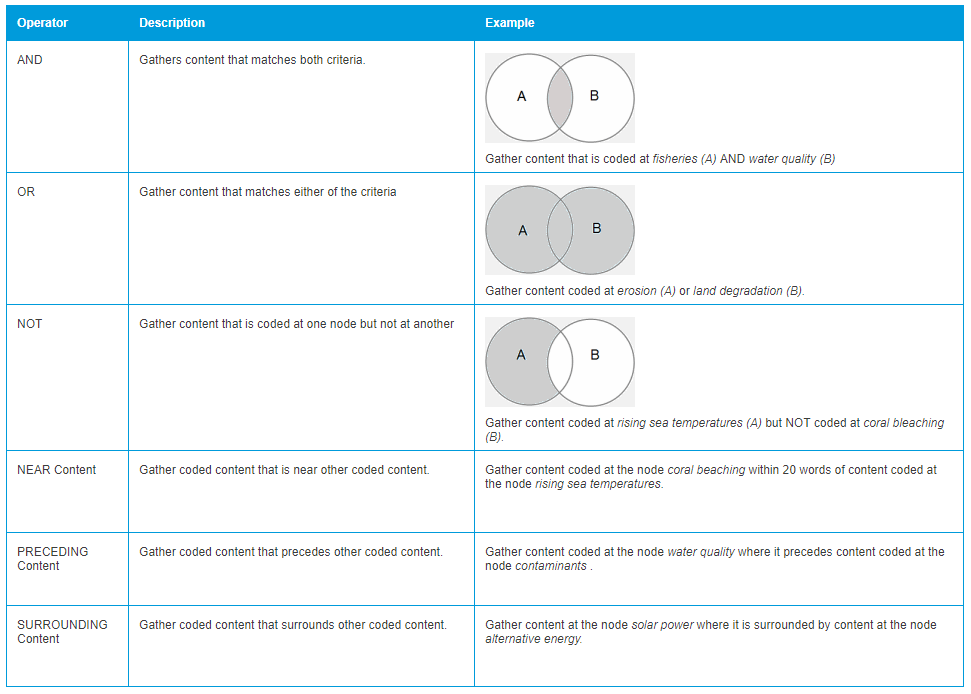 Operator Description Example
AND Gathers content that matches both criteria.
A B
Gather content that is coded at fisheries (A) AND water quality (B)
OR Gather content that matches either of the criteria
A B
Gather content coded at erosion (A) or land degradation (B).
NOT Gather content that is coded at one node but not at another
A B
Gather content coded at rising sea temperatures (A) but NOT coded at coral bleaching
(B).
NEAR Content Gather coded content that is near other coded content. Gather content coded at the node coral beaching within 20 words of content coded at
the node rising sea temperatures.
PRECEDING Gather coded content that precedes other coded content. Gather content coded at the node water quality where it precedes content coded at the
Content node contaminants .
SURROUNDING Gather coded content that surrounds other coded content. Gather content at the node solar power where it is surrounded by content at the node
Content alternative energy.